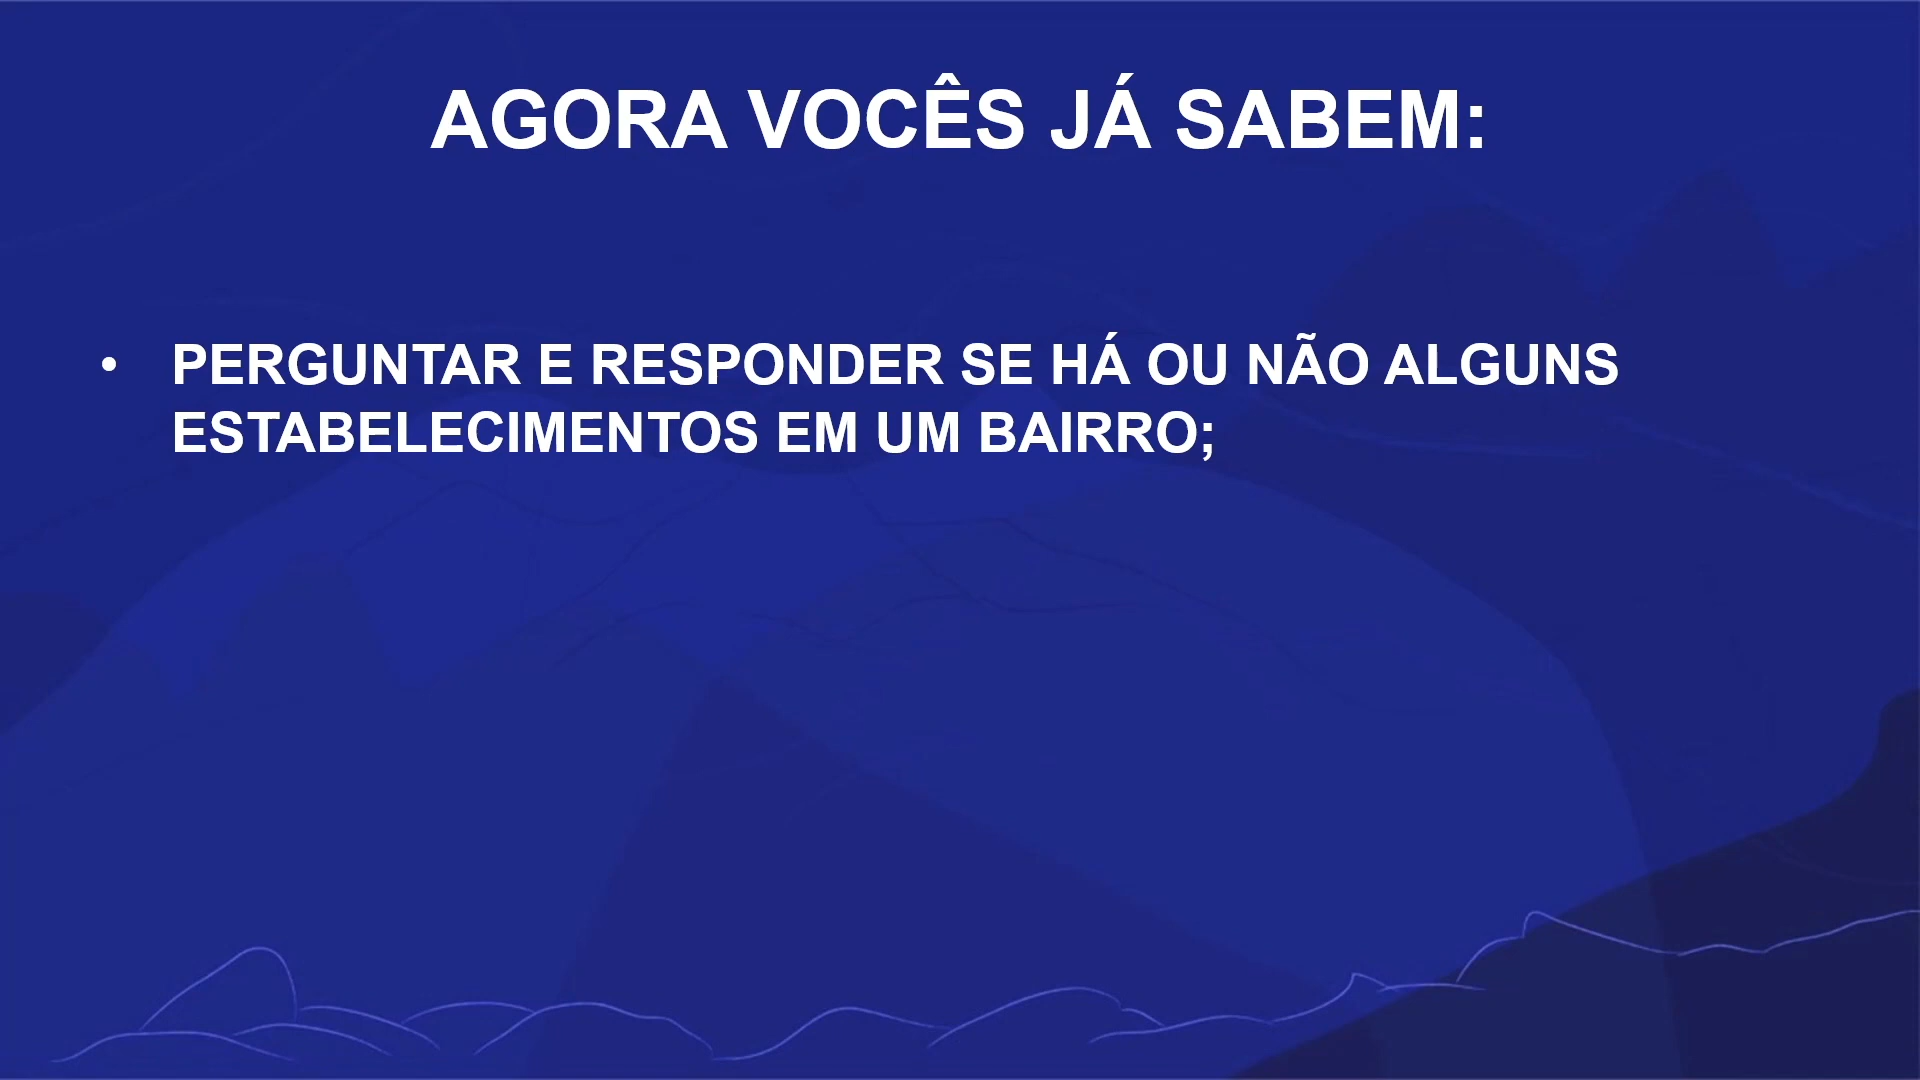 AGORA VOCÊS JÁ SABEM:
• PERGUNTAR E RESPONDER SE HÁ OU NÃO ALGUNS
ESTABELECIMENTOS EM UM BAIRRO;